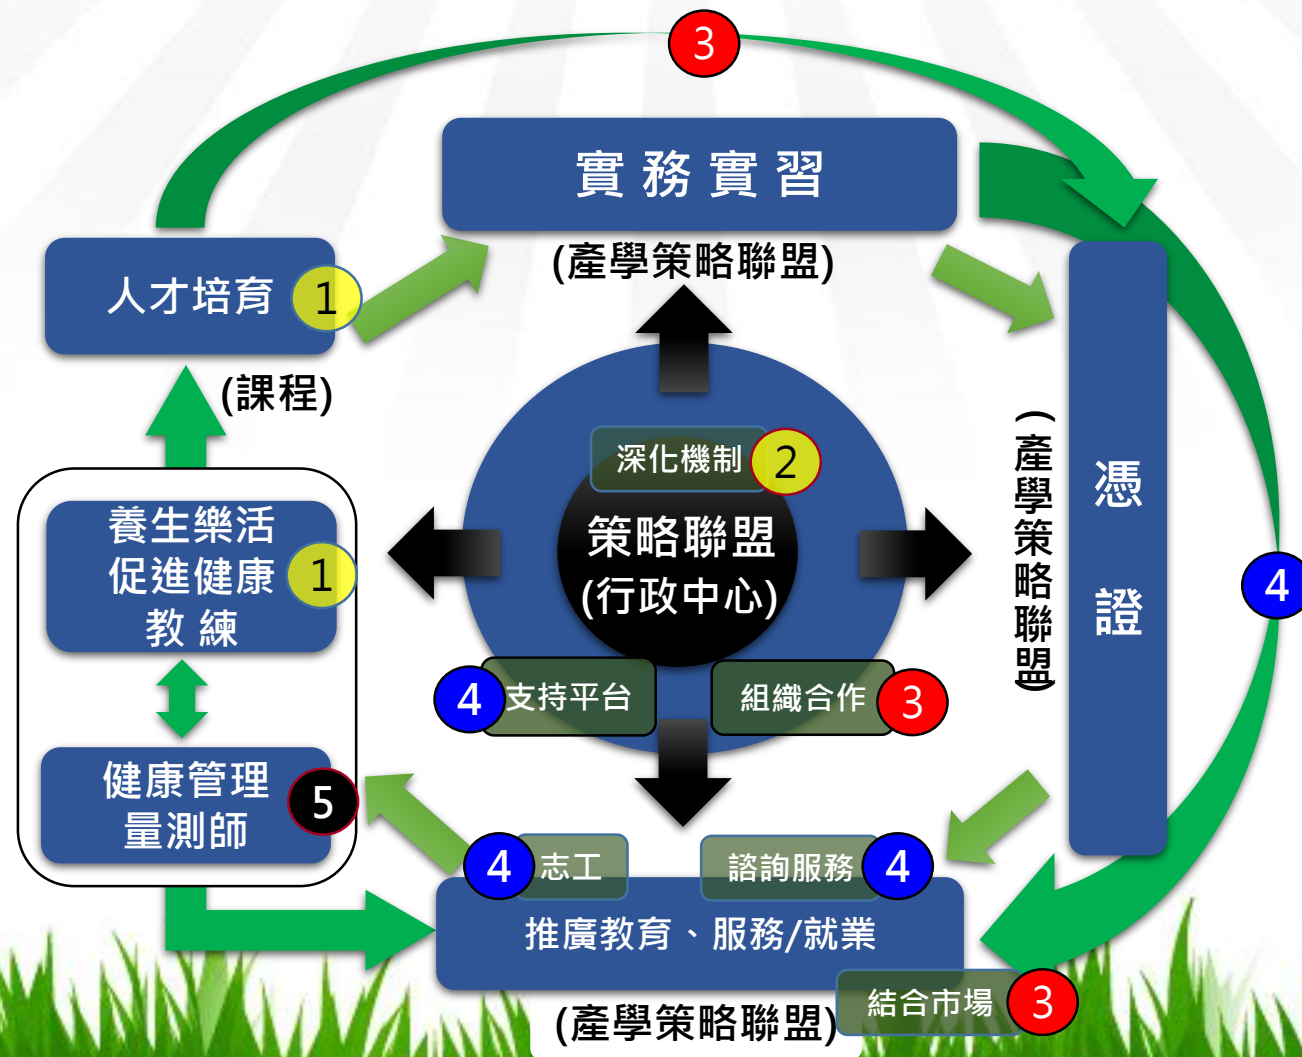 3
實務實習
(產學策略聯盟)
人才培育 1
(課程)
深化機制 2
策略聯盟
(行政中心)
養生樂活
促進健康
教練
1
憑證
(產學策略聯盟)
4
4 支持平台
組織合作 3
健康管理
量測師
5
4 志工
諮詢服務 4
推廣教育、服務/就業
結合市場 3
(產學策略聯盟)